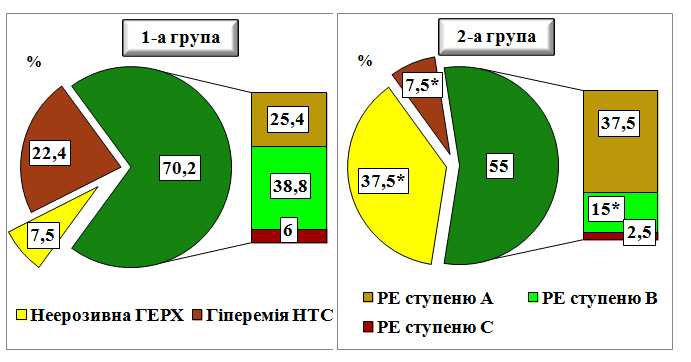 1-а група
%
22,4
70,2
7,5
25,4
38,8
6
Неерозивна ГЕРХ
Гіперемія НТС
2-а група
%
7,5*
37,5*
55
37,5
15*
2,5
РЕ ступеню А
РЕ ступеню В
РЕ ступеню С